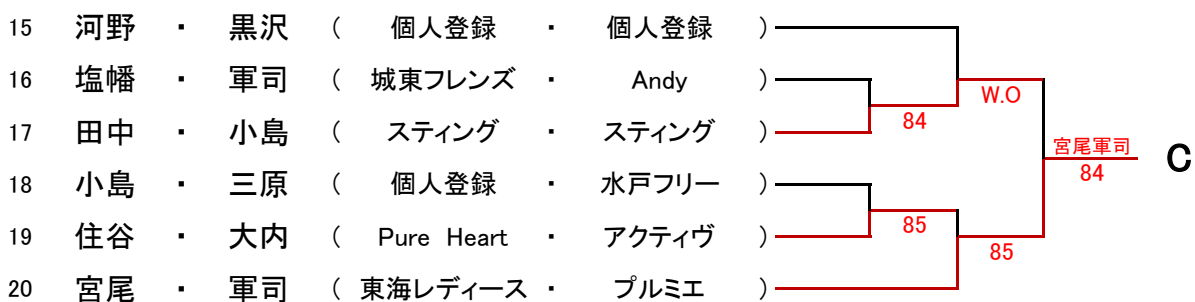 15 河野 ・ 黒沢 ( 個人登録 ・ 個人登録 )
16 塩幡 ・ 軍司 ( 城東フレンズ ・ Andy )
W.O
17 田中 ・ 小島 ( スティング ・ スティング )
84
宮尾軍司
84
C
18 小島 ・ 三原 ( 個人登録 ・ 水戸フリー )
19 住谷 ・ 大内 ( Pure Heart ・ アクティヴ )
85
85
20 宮尾 ・ 軍司 ( 東海レディース ・ プルミエ )